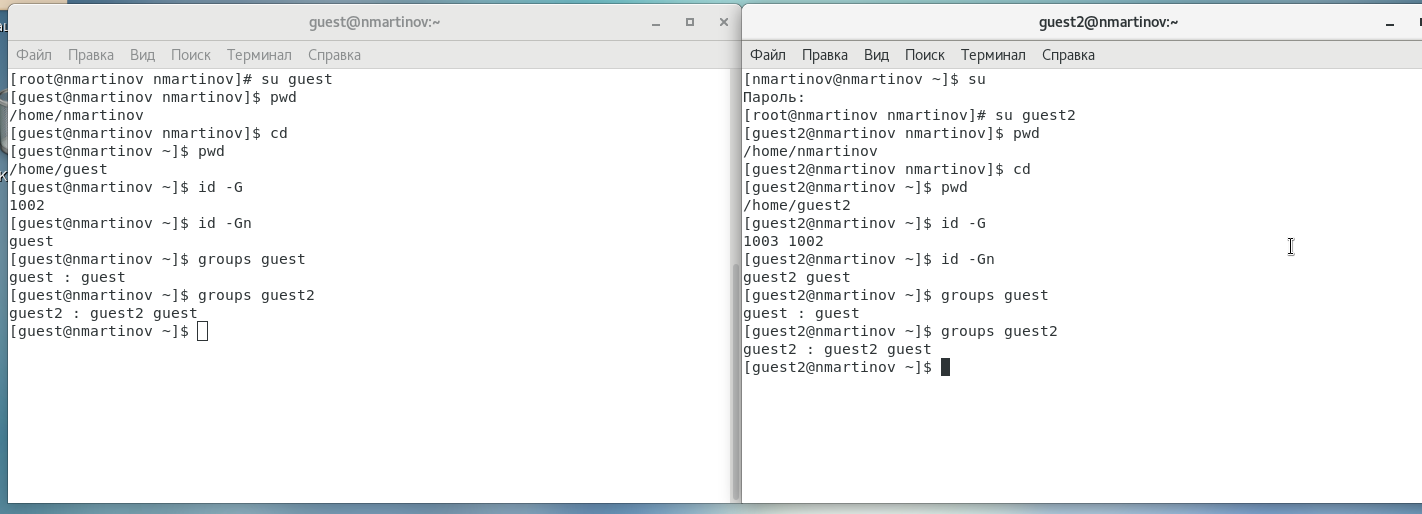 guest@nmartinov:~
Файл Правка Вид Поиск Терминал Справка
[root@nmartinov nmartinov]# su guest
[guest@nmartinov nmartinov]$ pwd
/home/nmartinov
[guest@nmartinov nmartinov]$ cd
[guest@nmartinov ~]$ pwd
/home/guest
[guest@nmartinov ~]$ id -G
1002
[guest@nmartinov ~]$ id -Gn
guest
[guest@nmartinov ~]$ groups guest
guest : guest
[guest@nmartinov ~]$ groups guest2
guest2 : guest2 guest
[guest@nmartinov ~]$
guest2@nmartinov:~
Файл Правка Вид Поиск Терминал Справка
[nmartinov@nmartinov ~]$ su
Пароль:
[root@nmartinov nmartinov]# su guest2
[guest2@nmartinov nmartinov]$ pwd
/home/nmartinov
[guest2@nmartinov nmartinov]$ cd
[guest2@nmartinov ~]$ pwd
/home/guest2
[guest2@nmartinov ~]$ id -G
1003 1002
[guest2@nmartinov ~]$ id -Gn
guest2 guest
[guest2@nmartinov ~]$ groups guest
guest : guest
[guest2@nmartinov ~]$ groups guest2
guest2 : guest2 guest
[guest2@nmartinov ~]$